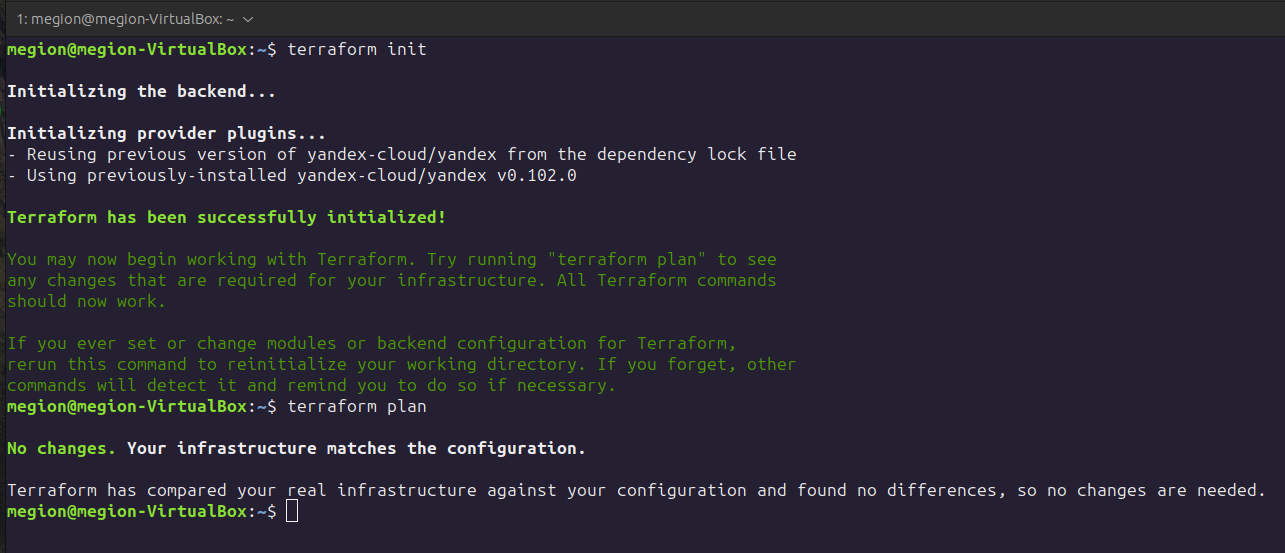 1: megion@megion-VirtualBox: ~
megion@megion-VirtualBox:~$ terraform init
Initializing the backend...
Initializing provider plugins...
- Reusing previous version of yandex-cloud/yandex from the dependency lock file
- Using previously-installed yandex-cloud/yandex v0.102.0
Terraform has been successfully initialized!
You may now begin working with Terraform. Try running "terraform plan" to see
any changes that are required for your infrastructure. All Terraform commands
should now work.
If you ever set or change modules or backend configuration for Terraform,
rerun this command to reinitialize your working directory. If you forget, other
commands will detect it and remind you to do so if necessary.
megion@megion-VirtualBox:~$ terraform plan
No changes. Your infrastructure matches the configuration.
Terraform has compared your real infrastructure against your configuration and found no differences, so no changes are needed.
megion@megion-VirtualBox:~$